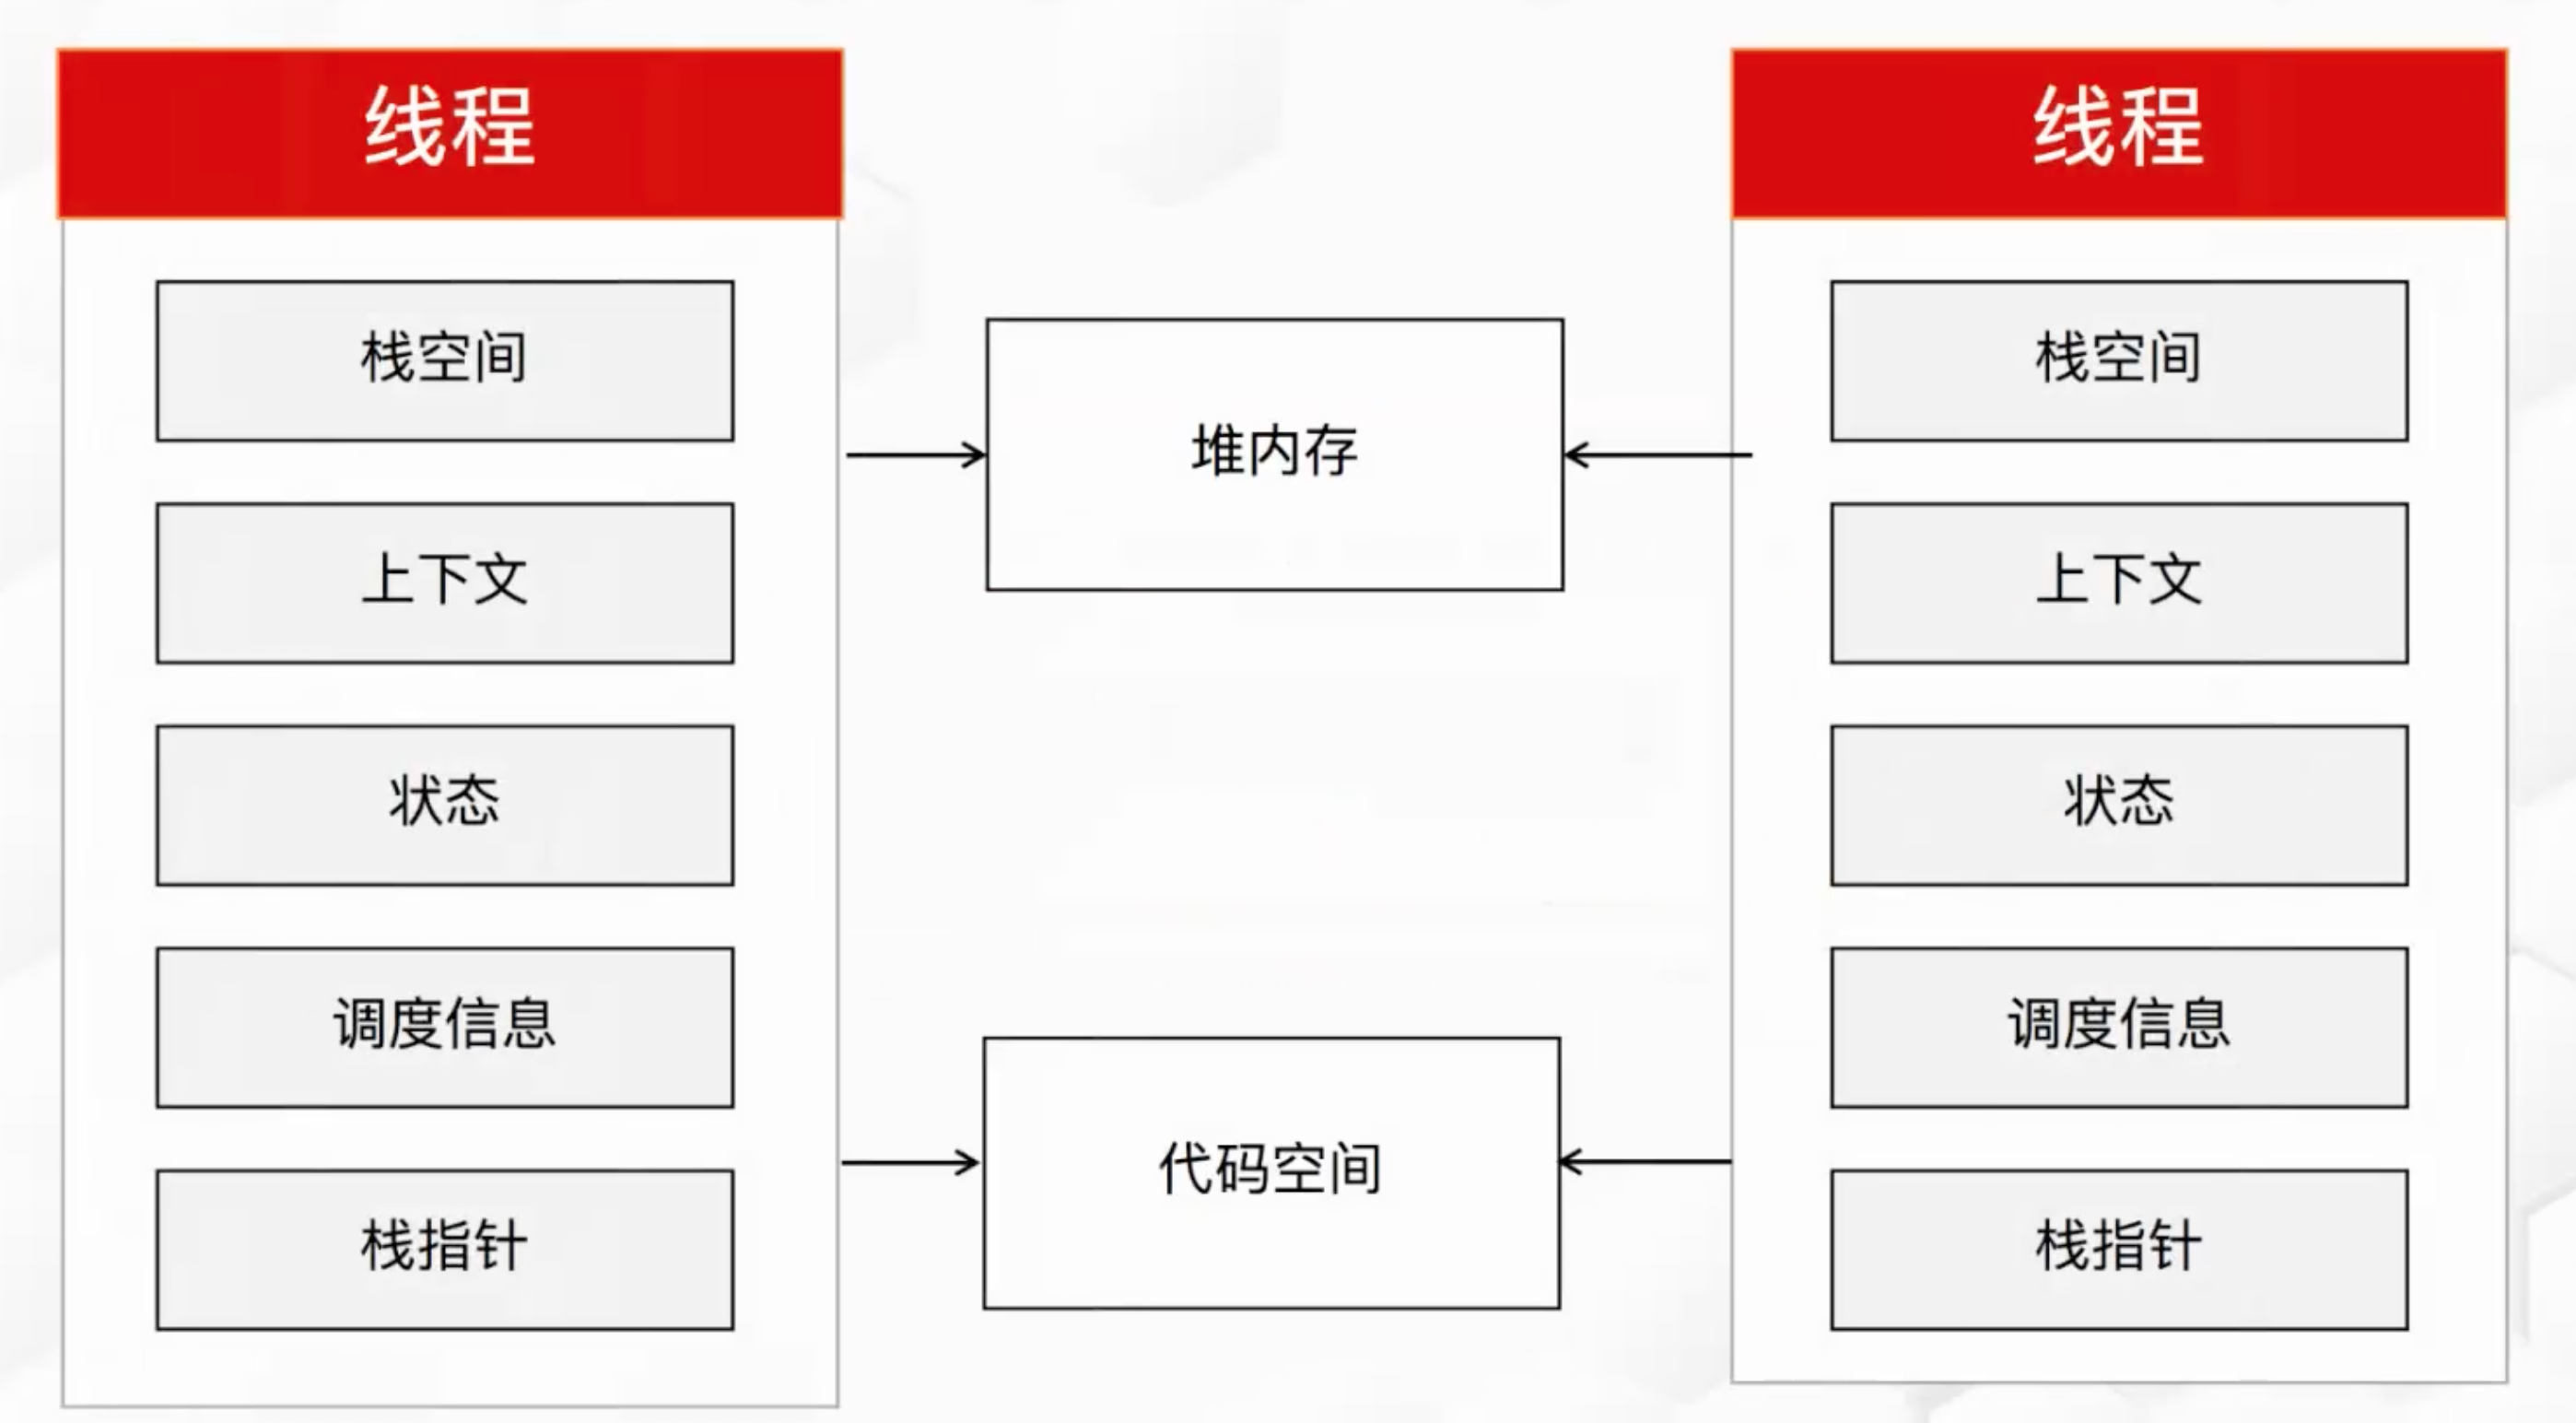 线程
栈空间
上下文
状态
调度信息
栈指针
堆内存
代码空间
线程
栈空间
上下文
状态
调度信息
栈指针